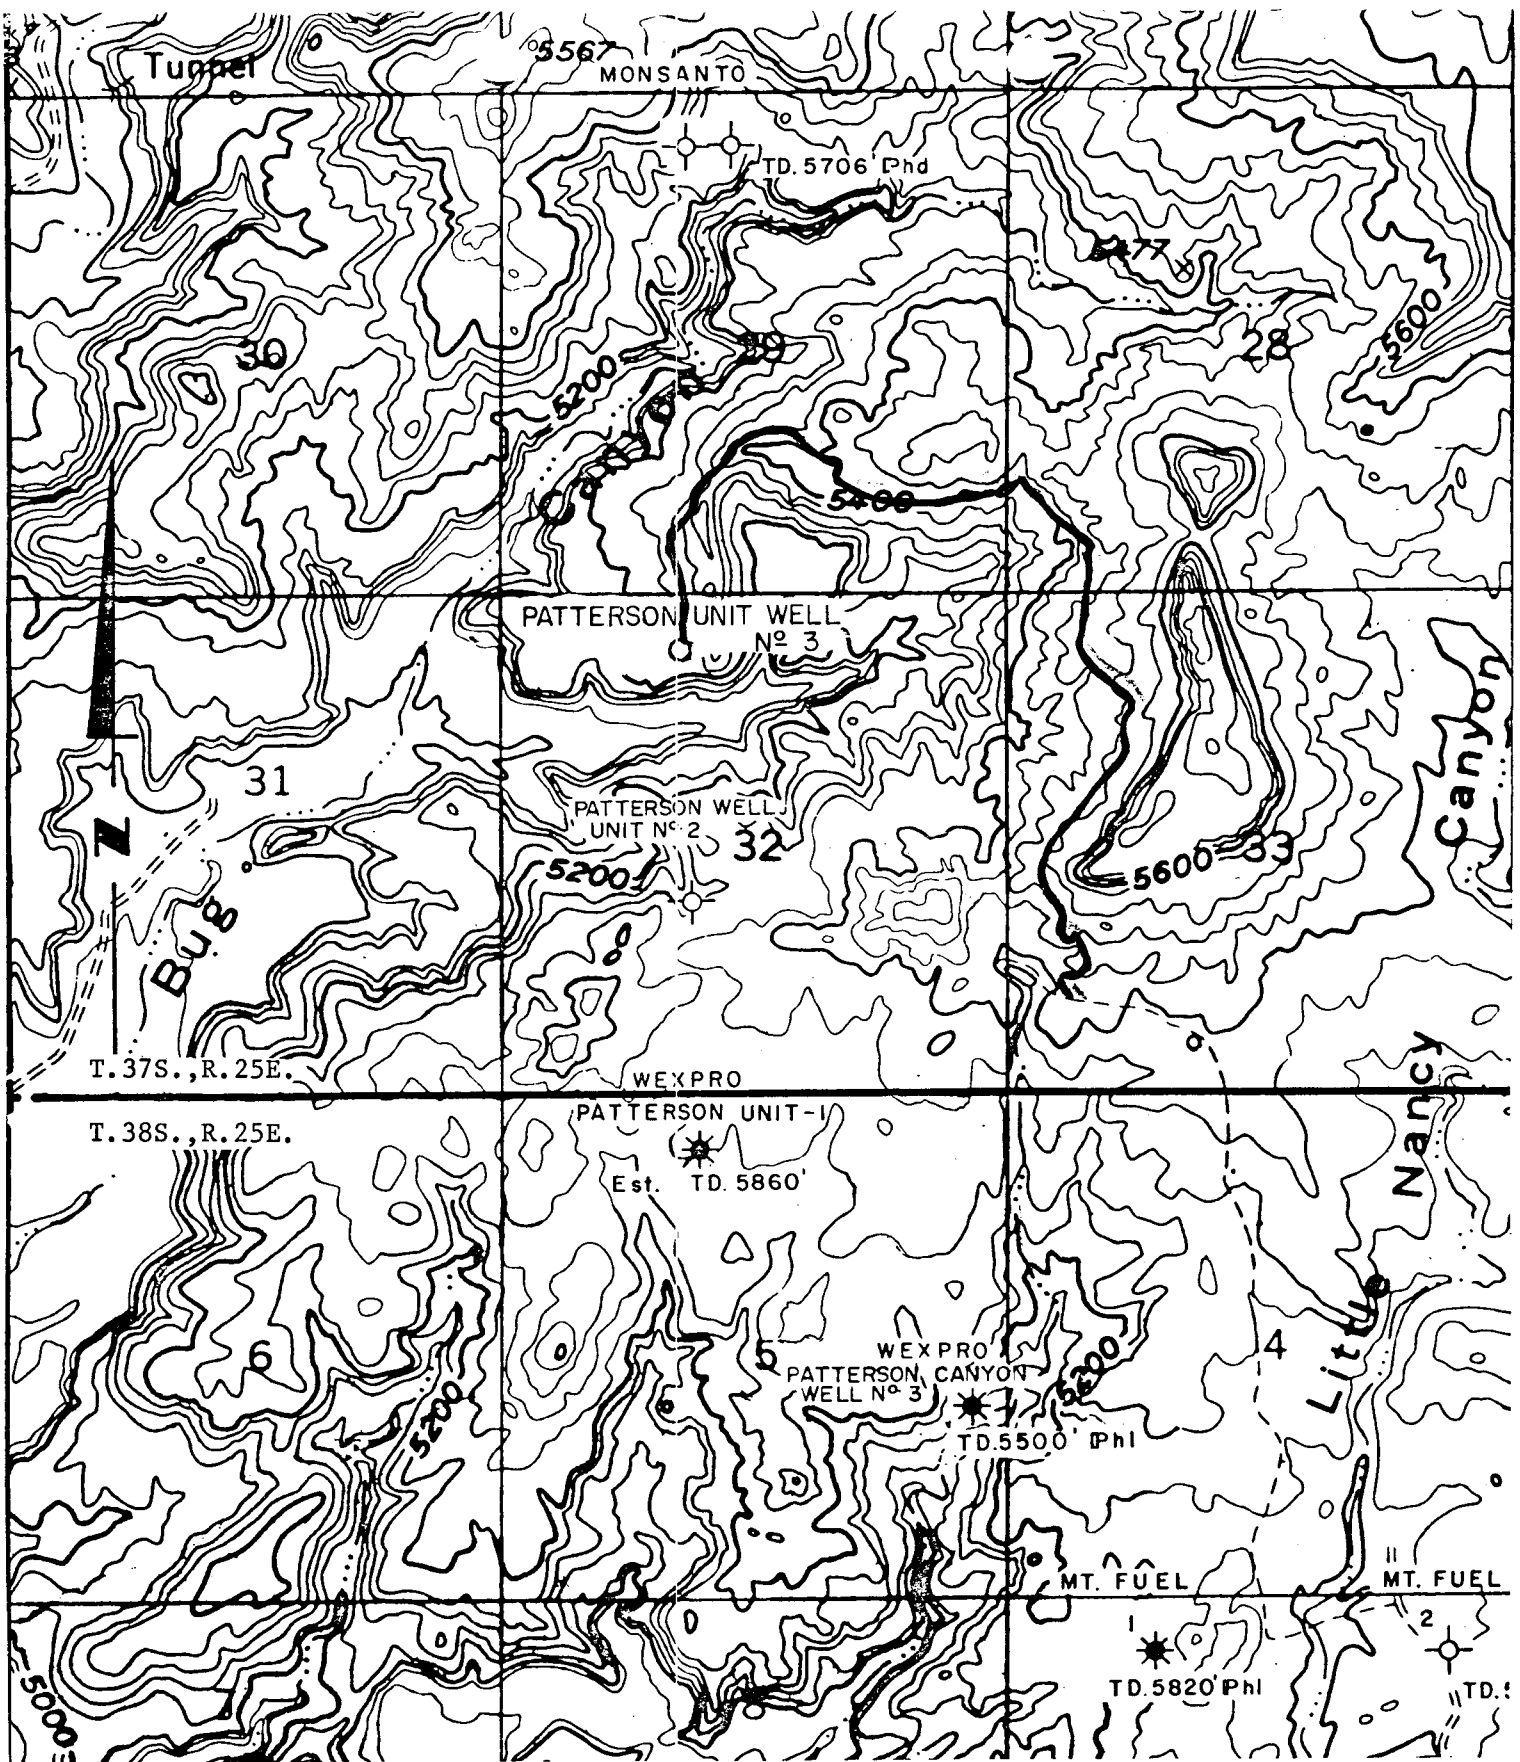 Tunnel
5567
MONSANTO
TD. 5706' Phd
5477
30
29
28
5600
5200
Canyon
5400
PATTERSON UNIT WELL
Nº 3
Canyon
31
PATTERSON WELL
UNIT Nº 2
32
5200
5600
33
N
Bug
Nancy
T.37S.,R.25E.
WEXPRO
PATTERSON UNIT-1
T.38S.,R.25E.
Est. TD. 5860'
Little
6
5
4
WEXPRO
PATTERSON CANYON
WELL Nº 3
5200
5200
TD.5500' Phl
MT. FUEL
MT. FUEL
1
2
TD.5820' Phl
TD.
5000